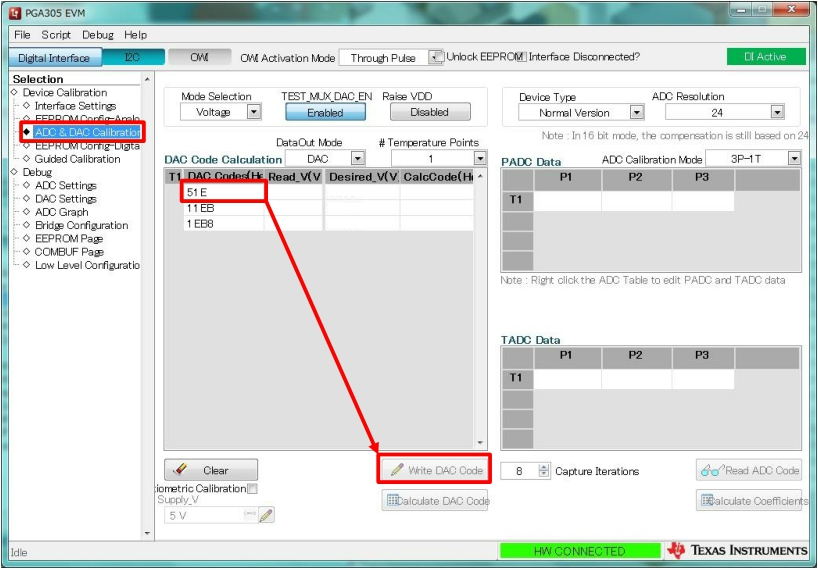 PGA305 EVM
File Script Debug Help
Digital Interface I2C OWI OWI Activation Mode Through Pulse Unlock EEPROM Interface Disconnected? DI Active
Selection
Device Calibration
Interface Settings
EEPROM Config-Analo
ADC & DAC Calibration
EEPROM Config-Digita
Guided Calibration
Debug
ADC Settings
DAC Settings
ADC Graph
Bridge Configuration
EEPROM Page
COMBUF Page
Low Level Configuratio
Mode Selection TEST_MUX_DAC_EN Raise VDD
Voltage Enabled Disabled
DataOut Mode # Temperature Points
DAC Code Calculation DAC 1
T1 DAC Codes(He Read_V(V Desired_V(V CalcCode(He
51E
11EB
1EB8
Clear Write DAC Code
iometric Calibration
Supply_V Calculate DAC Code
5 V
Device Type ADC Resolution
Normal Version 24
Note : In 16 bit mode, the compensation is still based on 24
PADC Data ADC Calibration Mode 3P-1T
P1 P2 P3
T1
Note : Right click the ADC Table to edit PADC and TADC data
TADC Data
P1 P2 P3
T1
8 Capture Iterations Read ADC Code
Calculate Coefficients
Idle HW CONNECTED TEXAS INSTRUMENTS